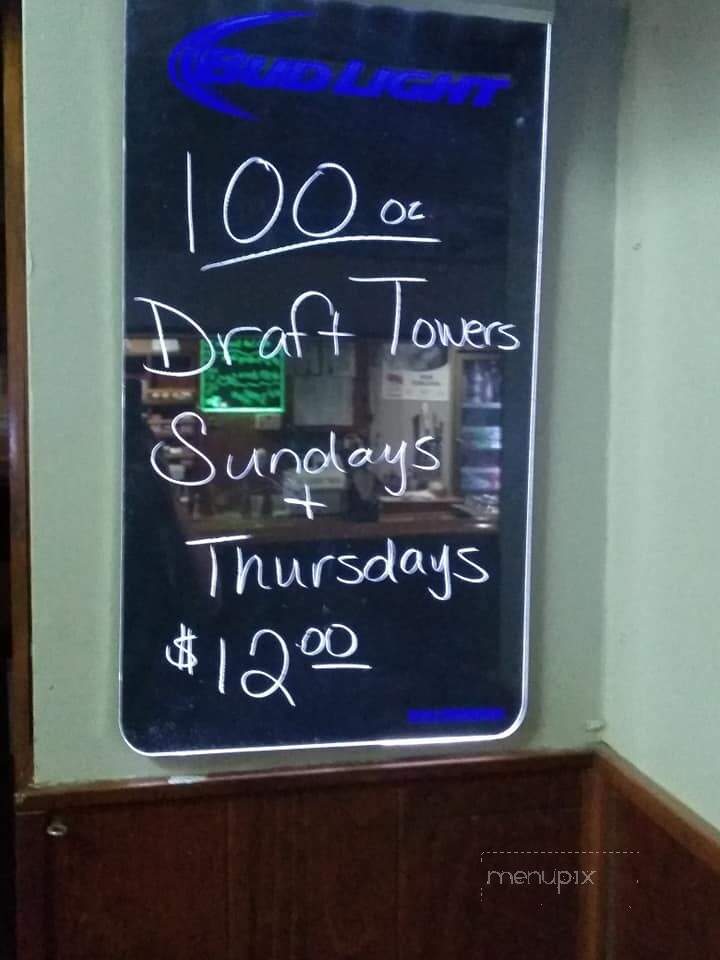 BUD LIGHT
100 oz
Draft Towers
Sundays
+
Thursdays
$12.00
menupix